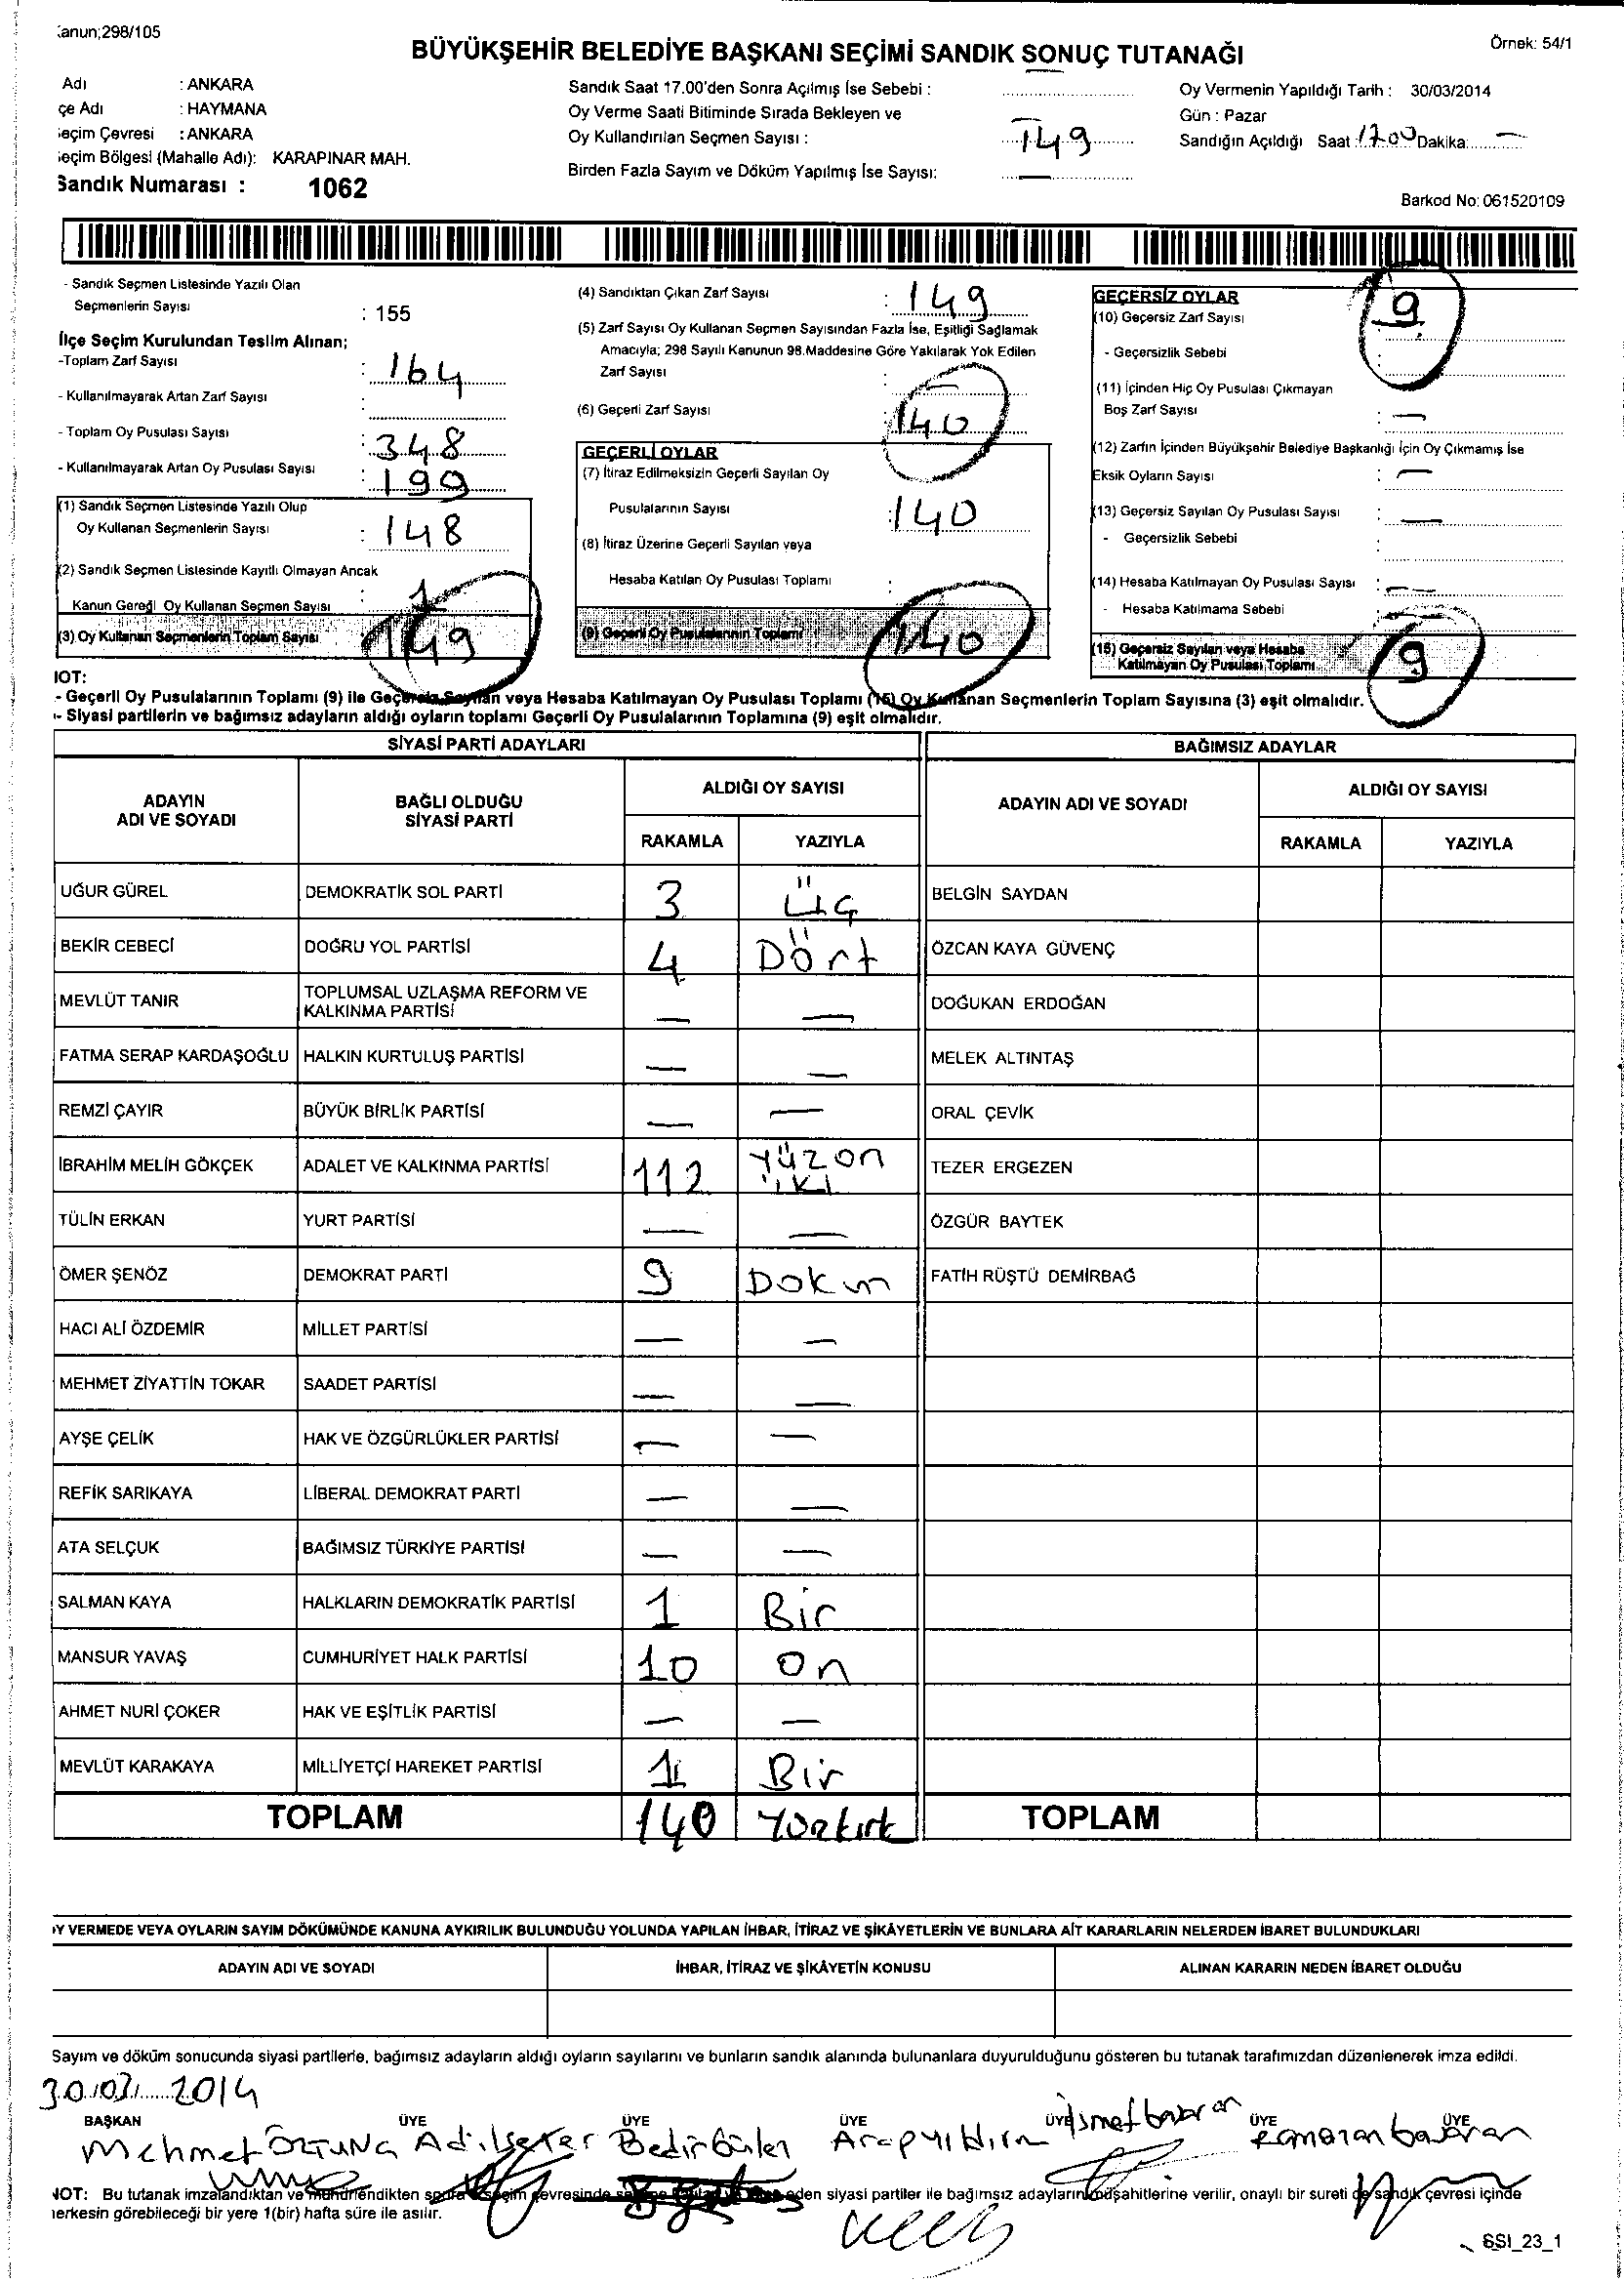 anun;298/105
Örnek: 54/1
BÜYÜKŞEHİR BELEDİYE BAŞKANI SEÇİMİ SANDIK SONUÇ TUTANAĞI
Adı : ANKARA
çe Adı : HAYMANA
eçim Çevresi : ANKARA
eçim Bölgesi (Mahalle Adı): KARAPINAR MAH.
Sandık Numarası : 1062
Sandık Saat 17.00'den Sonra Açılmış İse Sebebi :
Oy Verme Saati Bitiminde Sırada Bekleyen ve
Oy Kullandırılan Seçmen Sayısı : 149
Birden Fazla Sayım ve Döküm Yapılmış İse Sayısı: —
Oy Vermenin Yapıldığı Tarih : 30/03/2014
Gün : Pazar
Sandığın Açıldığı Saat : 1700 Dakika: —
Barkod No: 061520109
- Sandık Seçmen Listesinde Yazılı Olan
Seçmenlerin Sayısı : 155
İlçe Seçim Kurulundan Teslim Alınan;
-Toplam Zarf Sayısı : 164
- Kullanılmayarak Artan Zarf Sayısı :
- Toplam Oy Pusulası Sayısı : 348
- Kullanılmayarak Artan Oy Pusulası Sayısı : 199
(1) Sandık Seçmen Listesinde Yazılı Olup
Oy Kullanan Seçmenlerin Sayısı : 148
(2) Sandık Seçmen Listesinde Kayıtlı Olmayan Ancak
Kanun Gereği Oy Kullanan Seçmen Sayısı : 1
(3) Oy Kullanan Seçmenlerin Toplam Sayısı 149
(4) Sandıktan Çıkan Zarf Sayısı : 149
(5) Zarf Sayısı Oy Kullanan Seçmen Sayısından Fazla İse, Eşitliği Sağlamak
Amacıyla; 298 Sayılı Kanunun 98.Maddesine Göre Yakılarak Yok Edilen
Zarf Sayısı : —
(6) Geçerli Zarf Sayısı : 140
GEÇERLİ OYLAR
(7) İtiraz Edilmeksizin Geçerli Sayılan Oy
Pusulalarının Sayısı : 140
(8) İtiraz Üzerine Geçerli Sayılan veya
Hesaba Katılan Oy Pusulası Toplamı :
(9) Geçerli Oy Pusulalarının Toplamı 140
GEÇERSİZ OYLAR
(10) Geçersiz Zarf Sayısı 9
- Geçersizlik Sebebi
(11) İçinden Hiç Oy Pusulası Çıkmayan
Boş Zarf Sayısı : —
(12) Zarfın İçinden Büyükşehir Belediye Başkanlığı İçin Oy Çıkmamış İse
Eksik Oyların Sayısı : —
(13) Geçersiz Sayılan Oy Pusulası Sayısı : —
- Geçersizlik Sebebi :
(14) Hesaba Katılmayan Oy Pusulası Sayısı : —
- Hesaba Katılmama Sebebi :
(15) Geçersiz Sayılan veya Hesaba
Katılmayan Oy Pusulası Toplamı 9
IOT:
- Geçerli Oy Pusulalarının Toplamı (9) ile Geçersiz Sayılan veya Hesaba Katılmayan Oy Pusulası Toplamı (15) Oy Kullanan Seçmenlerin Toplam Sayısına (3) eşit olmalıdır.
- Siyasi partilerin ve bağımsız adayların aldığı oyların toplamı Geçerli Oy Pusulalarının Toplamına (9) eşit olmalıdır.
SİYASİ PARTİ ADAYLARI
BAĞIMSIZ ADAYLAR
ADAYIN ADI VE SOYADI
BAĞLI OLDUĞU SİYASİ PARTİ
ALDIĞI OY SAYISI
RAKAMLA YAZIYLA
ADAYIN ADI VE SOYADI
ALDIĞI OY SAYISI
RAKAMLA YAZIYLA
UĞUR GÜREL DEMOKRATİK SOL PARTİ 3 Üç BELGİN SAYDAN
BEKİR CEBECİ DOĞRU YOL PARTİSİ 4 Dört ÖZCAN KAYA GÜVENÇ
MEVLÜT TANIR TOPLUMSAL UZLAŞMA REFORM VE KALKINMA PARTİSİ — — DOĞUKAN ERDOĞAN
FATMA SERAP KARDAŞOĞLU HALKIN KURTULUŞ PARTİSİ — — MELEK ALTINTAŞ
REMZİ ÇAYIR BÜYÜK BİRLİK PARTİSİ — — ORAL ÇEVİK
İBRAHİM MELİH GÖKÇEK ADALET VE KALKINMA PARTİSİ 112 Yüzon iki TEZER ERGEZEN
TÜLİN ERKAN YURT PARTİSİ — — ÖZGÜR BAYTEK
ÖMER ŞENÖZ DEMOKRAT PARTİ 9 Dokuz FATİH RÜŞTÜ DEMİRBAĞ
HACI ALİ ÖZDEMİR MİLLET PARTİSİ — —
MEHMET ZİYATTİN TOKAR SAADET PARTİSİ — —
AYŞE ÇELİK HAK VE ÖZGÜRLÜKLER PARTİSİ — —
REFİK SARIKAYA LİBERAL DEMOKRAT PARTİ — —
ATA SELÇUK BAĞIMSIZ TÜRKİYE PARTİSİ — —
SALMAN KAYA HALKLARIN DEMOKRATİK PARTİSİ 1 Bir
MANSUR YAVAŞ CUMHURİYET HALK PARTİSİ 10 On
AHMET NURİ ÇOKER HAK VE EŞİTLİK PARTİSİ — —
MEVLÜT KARAKAYA MİLLİYETÇİ HAREKET PARTİSİ 1 Bir
TOPLAM 140 Yüzkırk TOPLAM
Y VERMEDE VEYA OYLARIN SAYIM DÖKÜMÜNDE KANUNA AYKIRILIK BULUNDUĞU YOLUNDA YAPILAN İHBAR, İTİRAZ VE ŞİKÂYETLERİN VE BUNLARA AİT KARARLARIN NELERDEN İBARET BULUNDUKLARI
ADAYIN ADI VE SOYADI İHBAR, İTİRAZ VE ŞİKÂYETİN KONUSU ALINAN KARARIN NEDEN İBARET OLDUĞU
Sayım ve döküm sonucunda siyasi partilerle, bağımsız adayların aldığı oyların sayılarını ve bunların sandık alanında bulunanlara duyurulduğunu gösteren bu tutanak tarafımızdan düzenlenerek imza edildi.
30/03/2014
BAŞKAN ÜYE ÜYE ÜYE ÜYE ÜYE ÜYE
Mehmet ÖZTUNA Adil Bedir Arap yıldırım ismet başaran Ramazan başaran
NOT: Bu tutanak imzalandıktan ve mühürlendikten sonra seçim çevresinde eden siyasi partiler ile bağımsız adayların müşahitlerine verilir, onaylı bir sureti de sandık çevresi içinde
erkesin görebileceği bir yere 1(bir) hafta süre ile asılır.
SSI_23_1